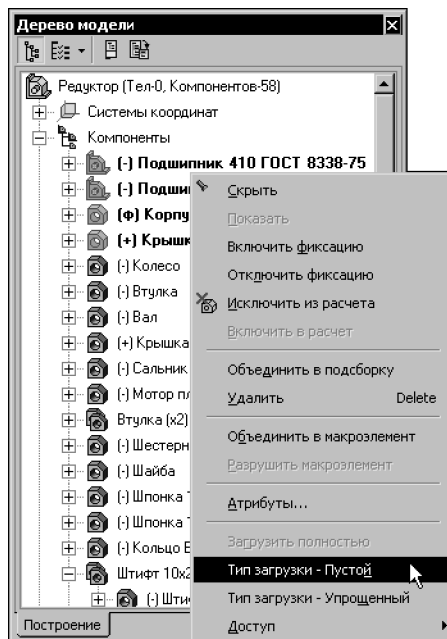 Дерево модели
Редуктор (Тел-0, Компонентов-58)
Системы координат
Компоненты
(-) Подшипник 410 ГОСТ 8338-75
(-) Подши
(ф) Корпу
(+) Крышк
(-) Колесо
(-) Втулка
(-) Вал
(+) Крышка
(-) Сальник
(-) Мотор пл
Втулка (x2)
(-) Шестерн
(-) Шайба
(-) Шпонка
(-) Шпонка
(-) Кольцо
Штифт 10x2
(-) Шти
Построение
Скрыть
Показать
Включить фиксацию
Отключить фиксацию
Исключить из расчета
Включить в расчет
Объединить в подсборку
Удалить Delete
Объединить в макроэлемент
Разрушить макроэлемент
Атрибуты...
Загрузить полностью
Тип загрузки - Пустой
Тип загрузки - Упрощенный
Доступ